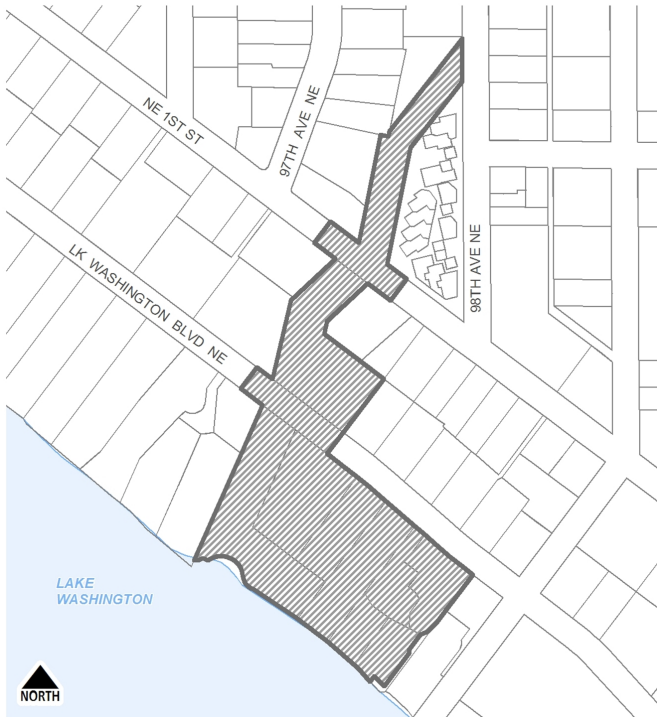 NE 1ST ST
97TH AVE NE
98TH AVE NE
LK WASHINGTON BLVD NE
LAKE
WASHINGTON
NORTH